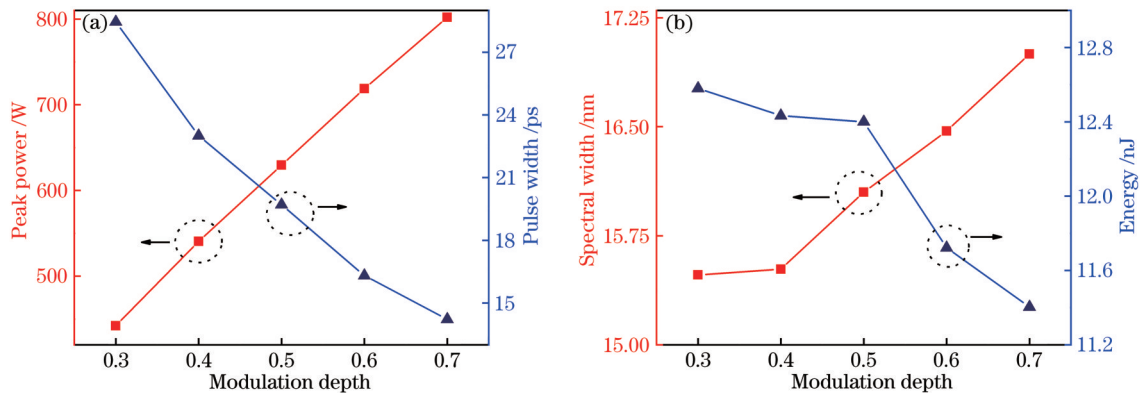 (a)
800
700
600
500
Peak power /W
27
24
21
18
15
Pulse width /ps
0.3 0.4 0.5 0.6 0.7
Modulation depth
(b)
17.25
16.50
15.75
15.00
Spectral width /nm
12.8
12.4
12.0
11.6
11.2
Energy /nJ
0.3 0.4 0.5 0.6 0.7
Modulation depth